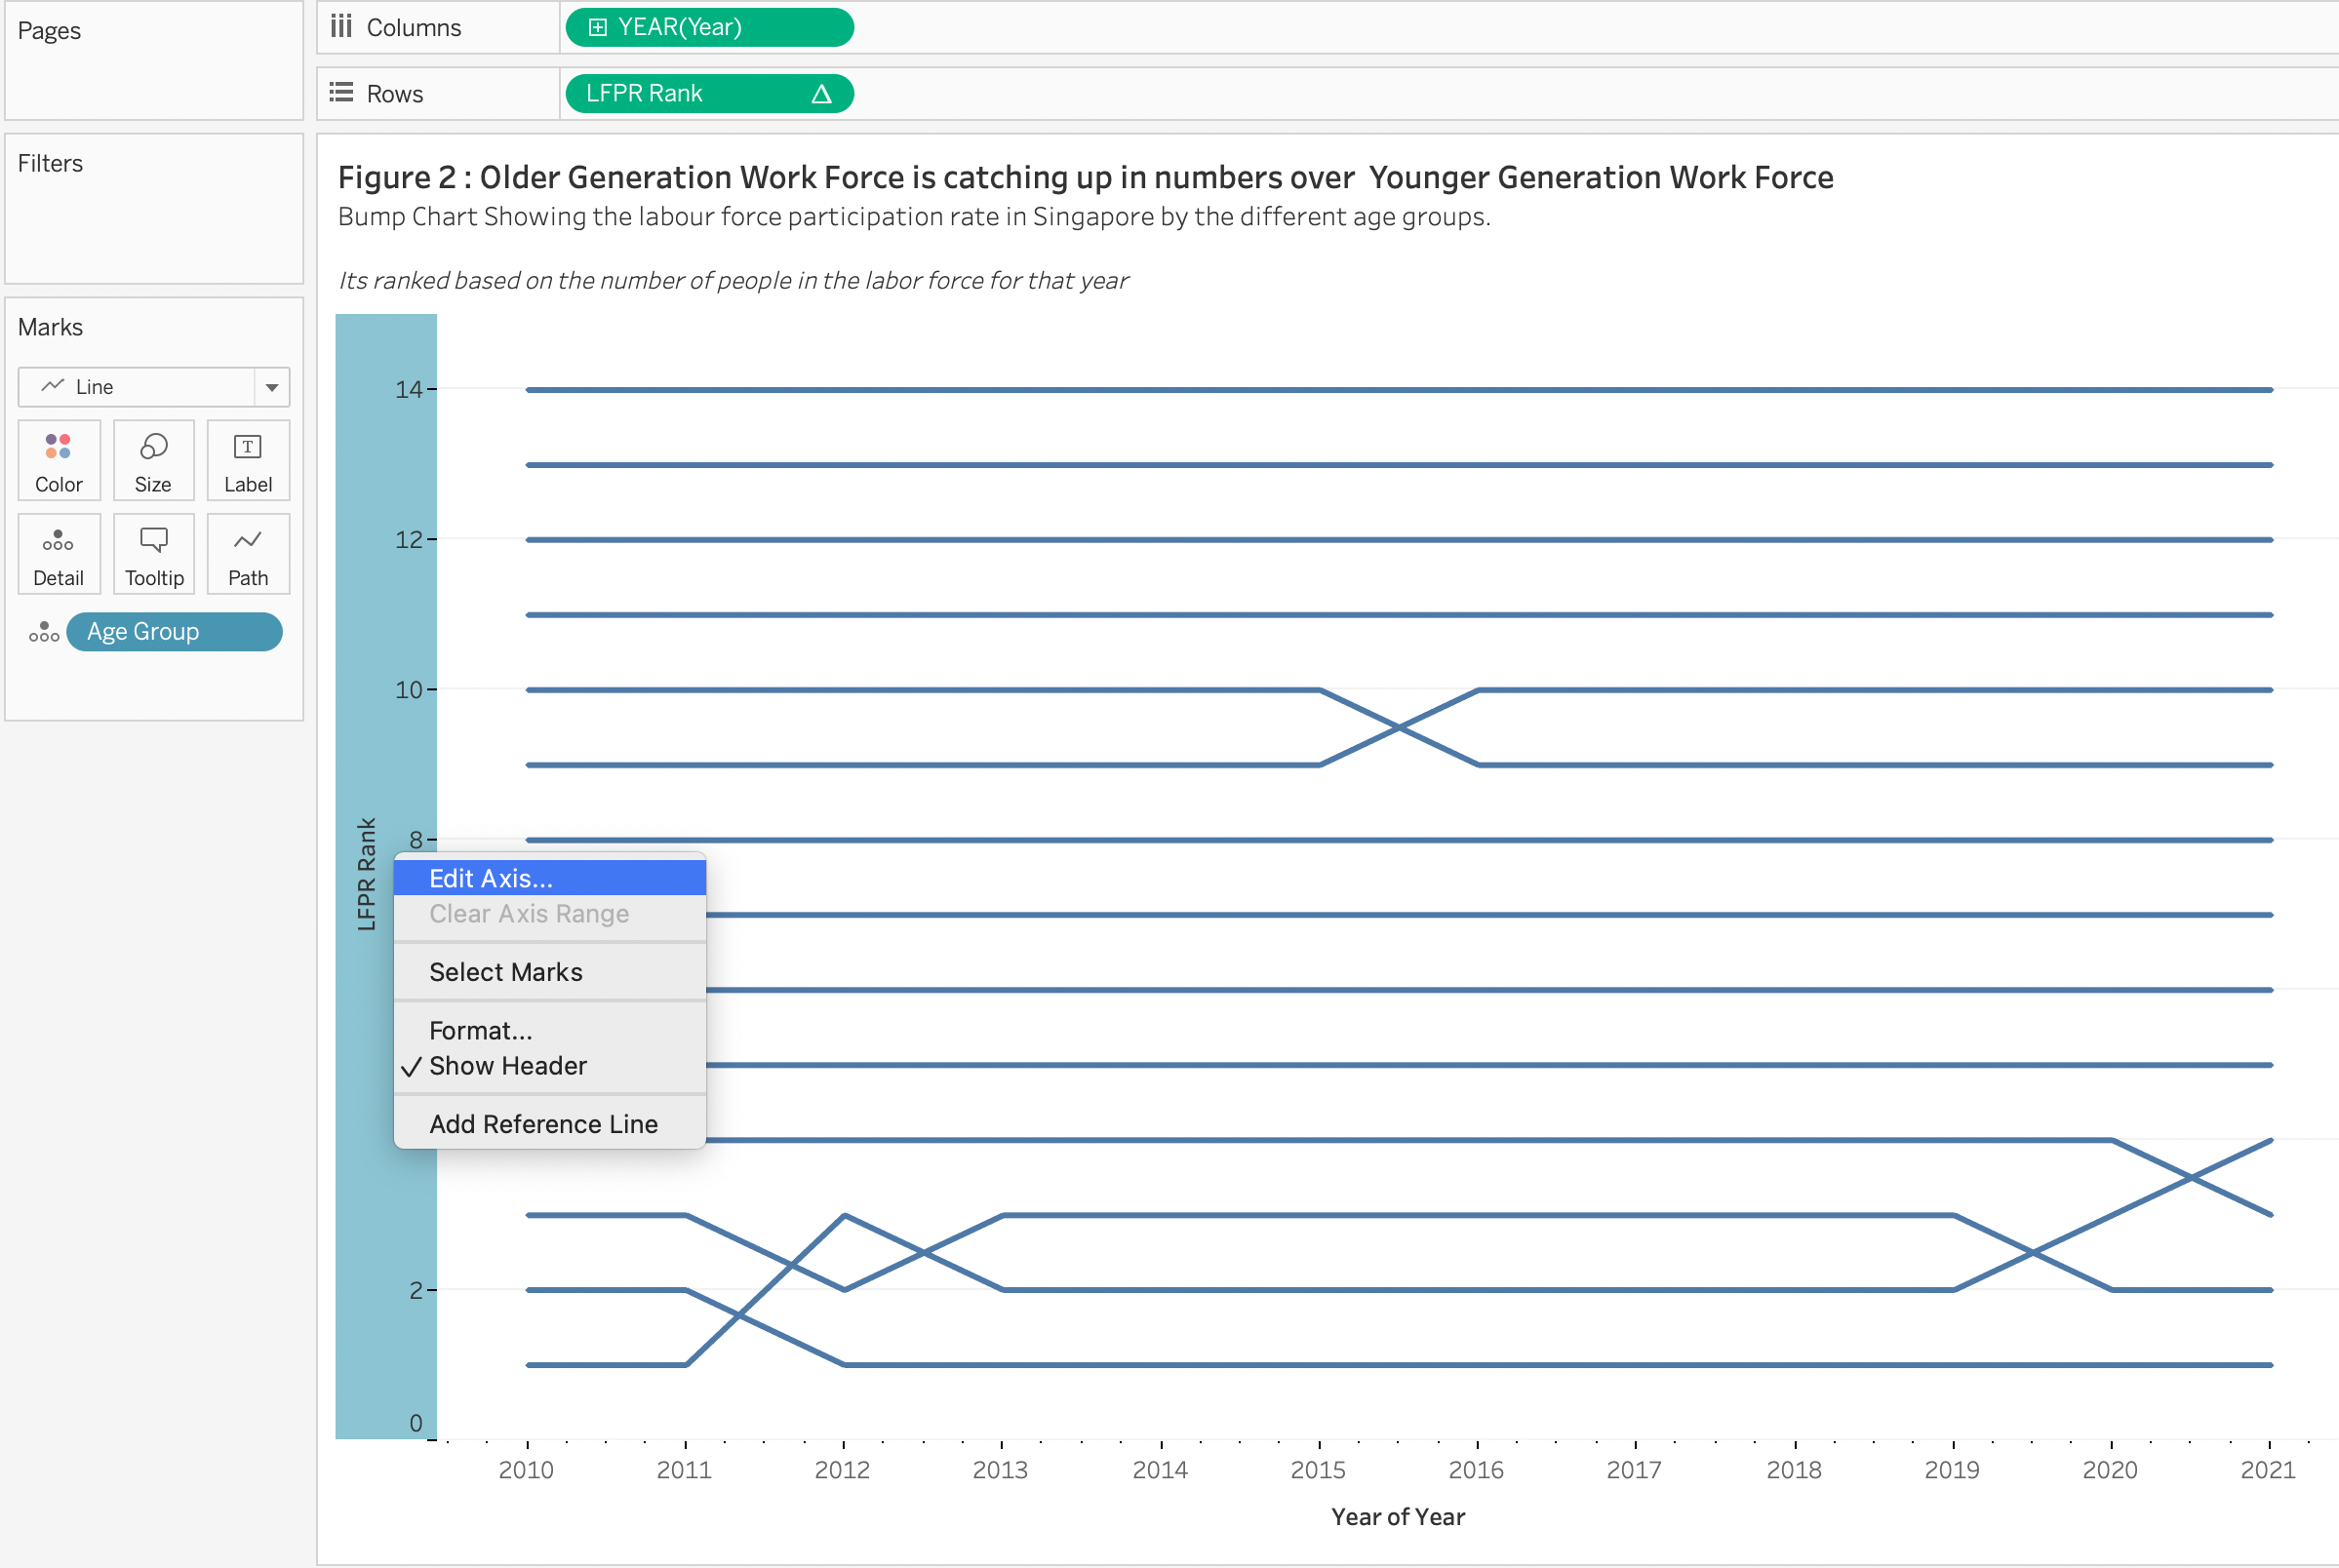 Pages
Columns
YEAR(Year)
Rows
LFPR Rank
Filters
Marks
Line
Color
Size
T
Label
Detail
Tooltip
Path
Age Group
Figure 2 : Older Generation Work Force is catching up in numbers over  Younger Generation Work Force
Bump Chart Showing the labour force participation rate in Singapore by the different age groups.
Its ranked based on the number of people in the labor force for that year
14
12
10
8
LFPR Rank
Edit Axis...
Clear Axis Range
Select Marks
Format...
Show Header
Add Reference Line
2
0
2010 2011 2012 2013 2014 2015 2016 2017 2018 2019 2020 2021
Year of Year